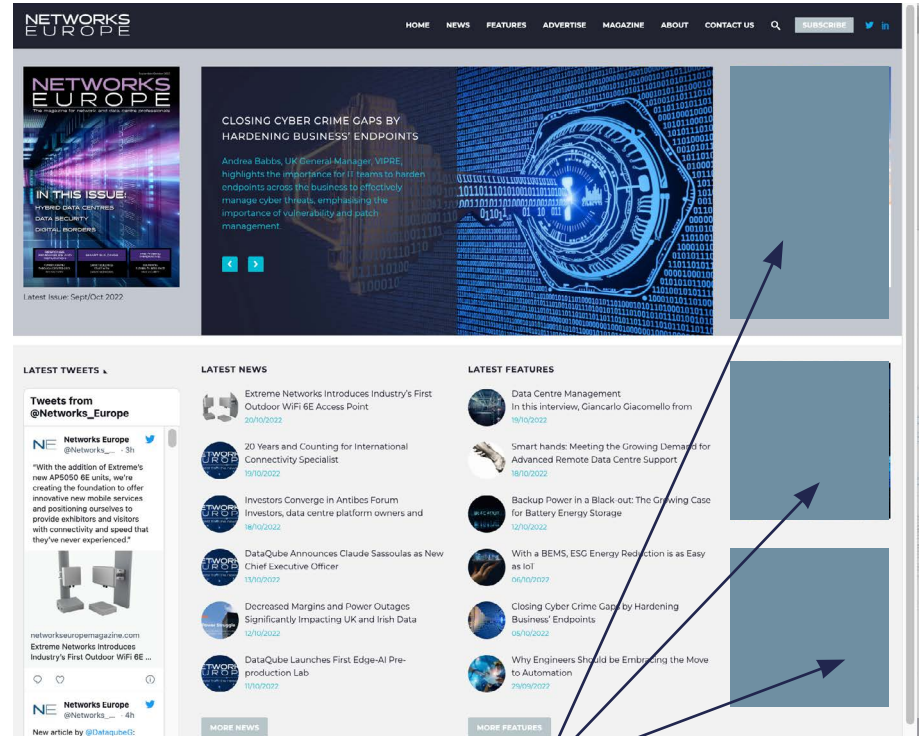 NETWORKS
EUROPE
HOME NEWS FEATURES ADVERTISE MAGAZINE ABOUT CONTACT US SUBSCRIBE
NETWORKS
EUROPE
The magazine for network and data centre professionals
IN THIS ISSUE:
HYBRID DATA CENTRES
DATA SECURITY
DIGITAL BORDERS
Latest Issue: Sept/Oct 2022
CLOSING CYBER CRIME GAPS BY
HARDENING BUSINESS' ENDPOINTS
Andrea Babbs, UK General Manager, VIPRE,
highlights the importance for IT teams to harden
endpoints across the business to effectively
manage cyber threats, emphasising the
importance of vulnerability and patch
management.
LATEST TWEETS
Tweets from
@Networks_Europe
NE
Networks Europe
@Networks_... · 3h
"With the addition of Extreme's
new AP5050 6E units, we're
creating the foundation to offer
innovative new mobile services
and positioning ourselves to
provide exhibitors and visitors
with connectivity and speed that
they've never experienced."
networkseuropemagazine.com
Extreme Networks Introduces
Industry's First Outdoor WiFi 6E ...
NE
Networks Europe
@Networks_... · 4h
New article by @DataqubeG:
LATEST NEWS
Extreme Networks Introduces Industry's First
Outdoor WiFi 6E Access Point
20/10/2022
20 Years and Counting for International
Connectivity Specialist
19/10/2022
Investors Converge in Antibes Forum
Investors, data centre platform owners and
18/10/2022
DataQube Announces Claude Sassoulas as New
Chief Executive Officer
13/10/2022
Decreased Margins and Power Outages
Significantly Impacting UK and Irish Data
12/10/2022
DataQube Launches First Edge-AI Pre-
production Lab
11/10/2022
MORE NEWS
LATEST FEATURES
Data Centre Management
In this interview, Giancarlo Giacomello from
19/10/2022
Smart hands: Meeting the Growing Demand for
Advanced Remote Data Centre Support
18/10/2022
Backup Power in a Black-out: The Growing Case
for Battery Energy Storage
12/10/2022
With a BEMS, ESG Energy Reduction is as Easy
as IoT
06/10/2022
Closing Cyber Crime Gaps by Hardening
Business' Endpoints
05/10/2022
Why Engineers Should be Embracing the Move
to Automation
29/09/2022
MORE FEATURES